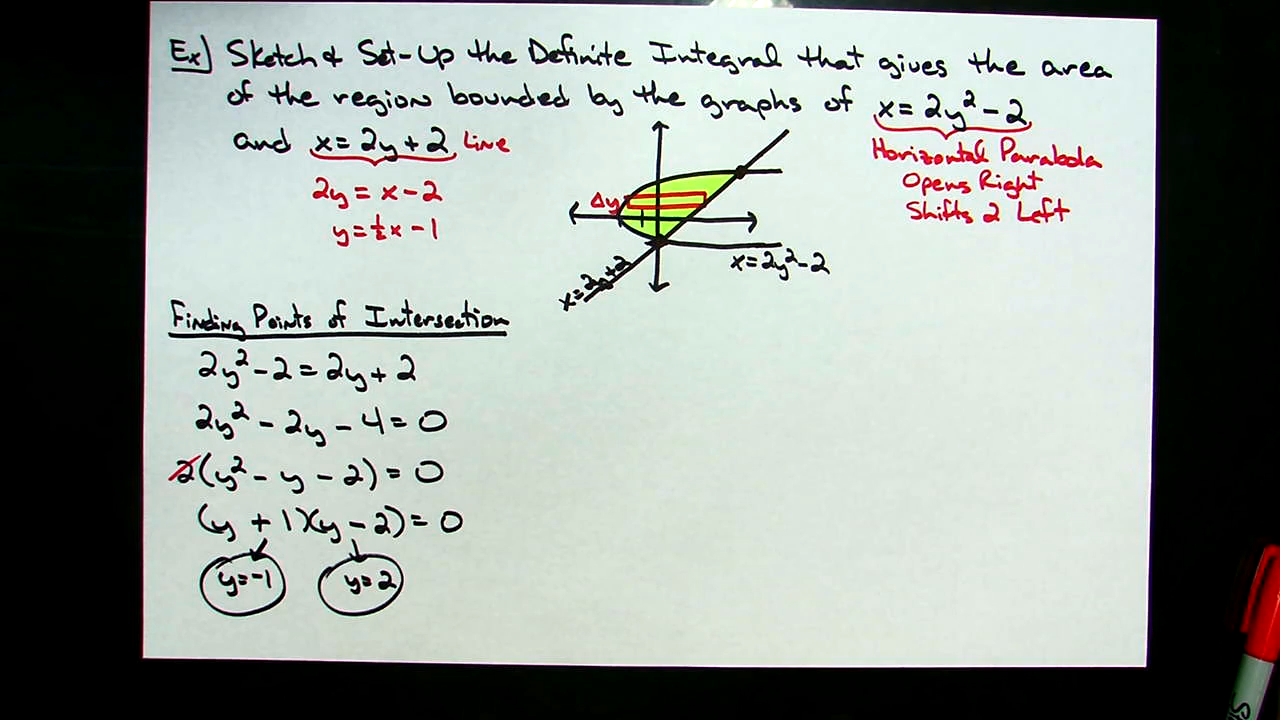 Ex) Sketch & Set-Up the Definite Integral that gives the area
of the region bounded by the graphs of x = 2y² - 2
and x = 2y + 2 Line
Horizontal Parabola
Opens Right
Shifts 2 Left
2y = x - 2
y = ½x - 1
Δy
x = 2y² - 2
x = 2y + 2
Finding Points of Intersection
2y² - 2 = 2y + 2
2y² - 2y - 4 = 0
2(y² - y - 2) = 0
(y + 1)(y - 2) = 0
y = -1 y = 2